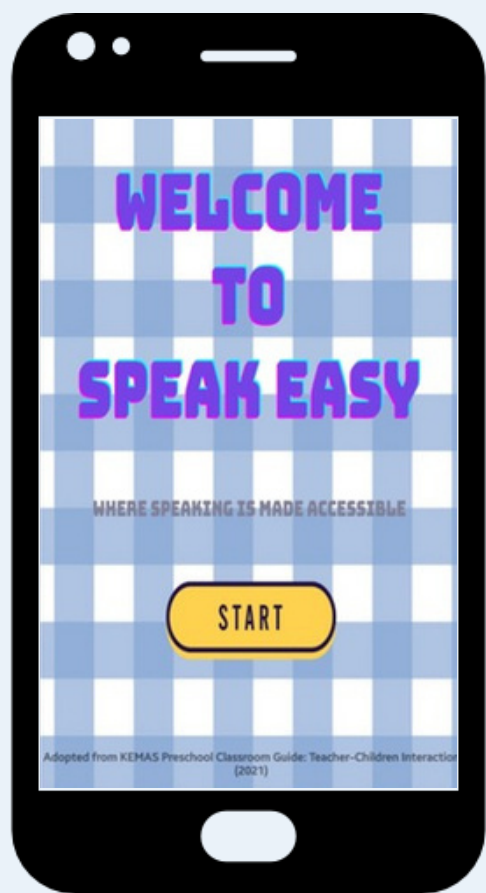 WELCOME
TO
SPEAK EASY
WHERE SPEAKING IS MADE ACCESSIBLE
START
Adopted from KEMAS Preschool Classroom Guide: Teacher-Children Interaction
(2021)